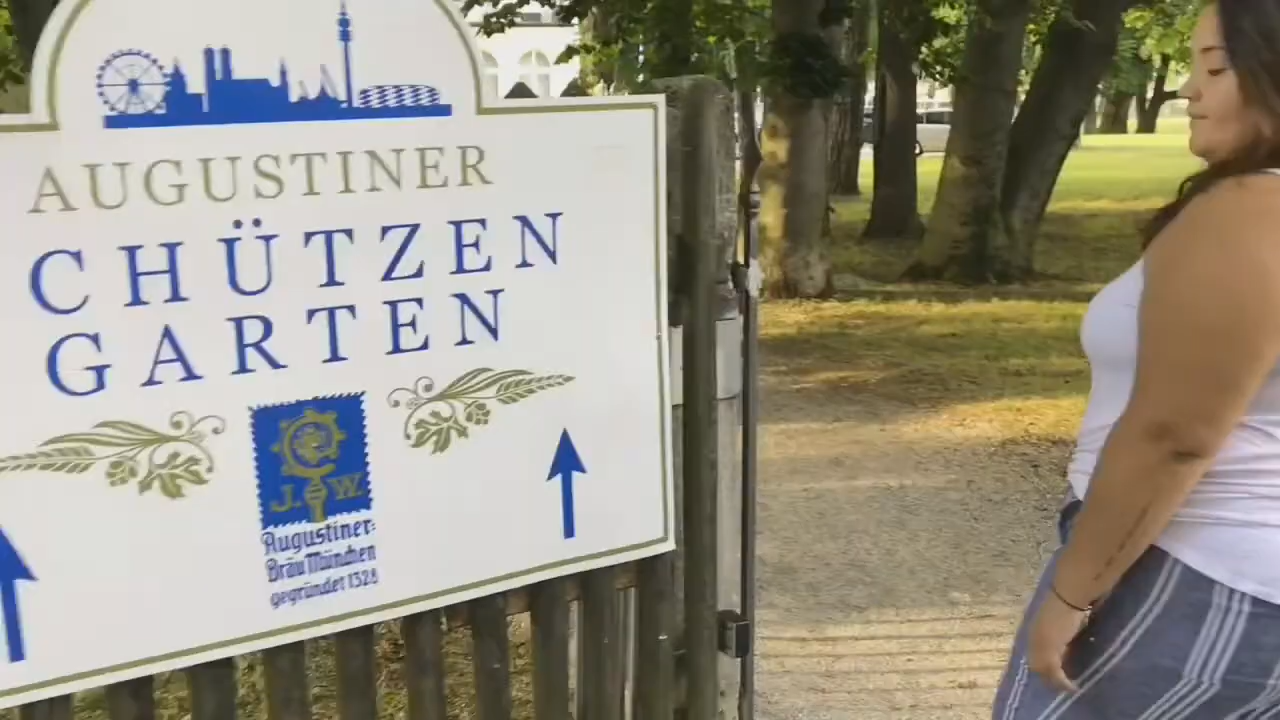 AUGUSTINER
CHÜTZEN
GARTEN
J. W.
Augustiner-
Bräu München
gegründet 1328